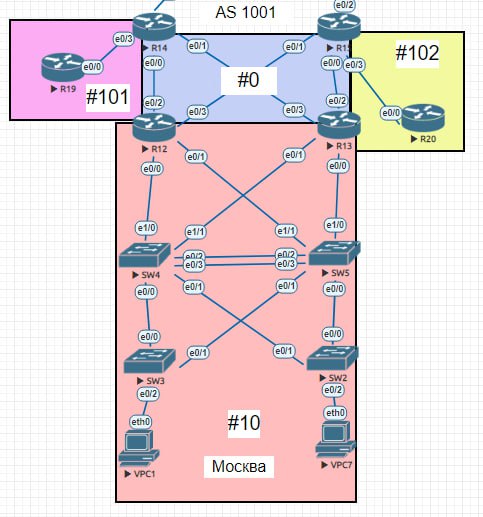 AS 1001
e0/2
R14
R15
e0/3
e0/1
e0/1
#102
e0/0
e0/0
e0/0
e0/3
#0
R19
#101
e0/2
e0/3
e0/3
e0/2
e0/0
R12
R13
R20
e0/0
e0/1
e0/1
e0/0
e1/0
e1/1
e1/1
e1/0
e0/2
e0/2
e0/3
e0/3
SW4
SW5
e0/0
e0/1
e0/1
e0/0
e0/0
e0/0
e0/1
e0/1
SW3
SW2
e0/2
e0/2
#10
eth0
eth0
Москва
VPC1
VPC7